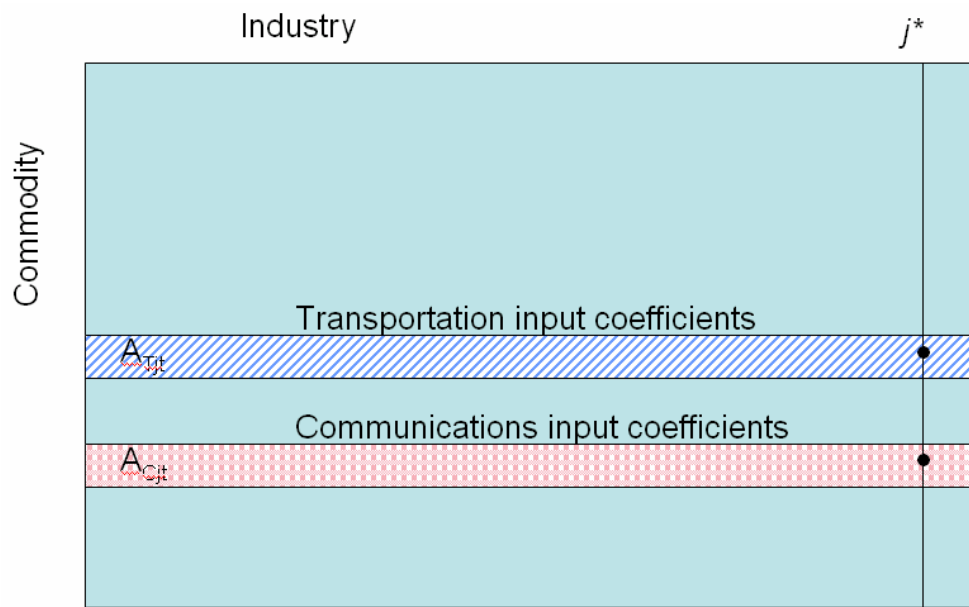 Industry
j*
Commodity
Transportation input coefficients
A_Tjt
Communications input coefficients
A_Cjt